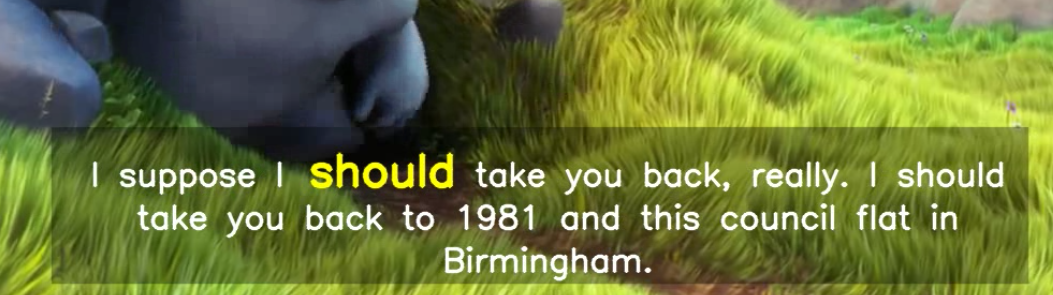 I suppose I should take you back, really. I should
take you back to 1981 and this council flat in
Birmingham.